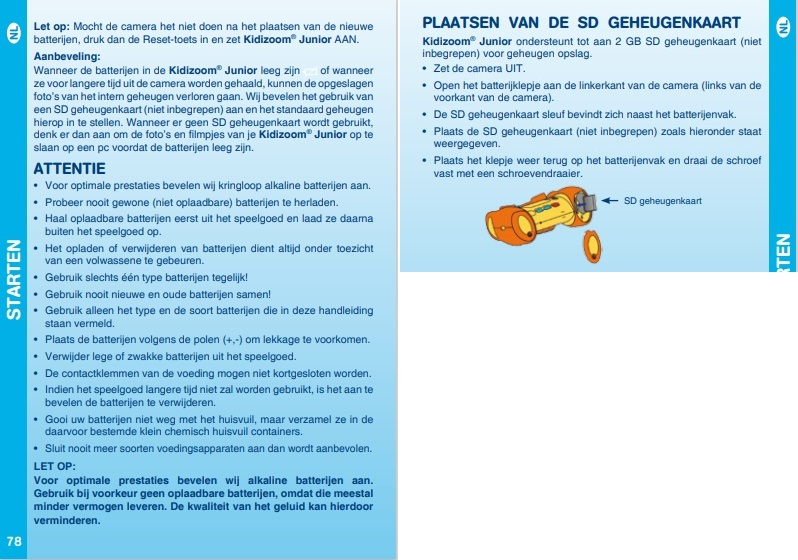 NL
Let op: Mocht de camera het niet doen na het plaatsen van de nieuwe
batterijen, druk dan de Reset-toets in en zet Kidizoom® Junior AAN.
Aanbeveling:
Wanneer de batterijen in de Kidizoom® Junior leeg zijn of wanneer
ze voor langere tijd uit de camera worden gehaald, kunnen de opgeslagen
foto's van het intern geheugen verloren gaan. Wij bevelen het gebruik van
een SD geheugenkaart (niet inbegrepen) aan en het standaard geheugen
hierop in te stellen. Wanneer er geen SD geheugenkaart wordt gebruikt,
denk er dan aan om de foto's en filmpjes van je Kidizoom® Junior op te
slaan op een pc voordat de batterijen leeg zijn.
ATTENTIE
• Voor optimale prestaties bevelen wij kringloop alkaline batterijen aan.
• Probeer nooit gewone (niet oplaadbare) batterijen te herladen.
• Haal oplaadbare batterijen eerst uit het speelgoed en laad ze daarna
buiten het speelgoed op.
• Het opladen of verwijderen van batterijen dient altijd onder toezicht
van een volwassene te gebeuren.
• Gebruik slechts één type batterijen tegelijk!
• Gebruik nooit nieuwe en oude batterijen samen!
• Gebruik alleen het type en de soort batterijen die in deze handleiding
staan vermeld.
• Plaats de batterijen volgens de polen (+,-) om lekkage te voorkomen.
• Verwijder lege of zwakke batterijen uit het speelgoed.
• De contactklemmen van de voeding mogen niet kortgesloten worden.
• Indien het speelgoed langere tijd niet zal worden gebruikt, is het aan te
bevelen de batterijen te verwijderen.
• Gooi uw batterijen niet weg met het huisvuil, maar verzamel ze in de
daarvoor bestemde klein chemisch huisvuil containers.
• Sluit nooit meer soorten voedingsapparaten aan dan wordt aanbevolen.
LET OP:
Voor optimale prestaties bevelen wij alkaline batterijen aan.
Gebruik bij voorkeur geen oplaadbare batterijen, omdat die meestal
minder vermogen leveren. De kwaliteit van het geluid kan hierdoor
verminderen.
STARTEN
78
PLAATSEN VAN DE SD GEHEUGENKAART
Kidizoom® Junior ondersteunt tot aan 2 GB SD geheugenkaart (niet
inbegrepen) voor geheugen opslag.
• Zet de camera UIT.
• Open het batterijklepje aan de linkerkant van de camera (links van de
voorkant van de camera).
• De SD geheugenkaart sleuf bevindt zich naast het batterijenvak.
• Plaats de SD geheugenkaart (niet inbegrepen) zoals hieronder staat
weergegeven.
• Plaats het klepje weer terug op het batterijenvak en draai de schroef
vast met een schroevendraaier.
SD geheugenkaart
NL
RTEN